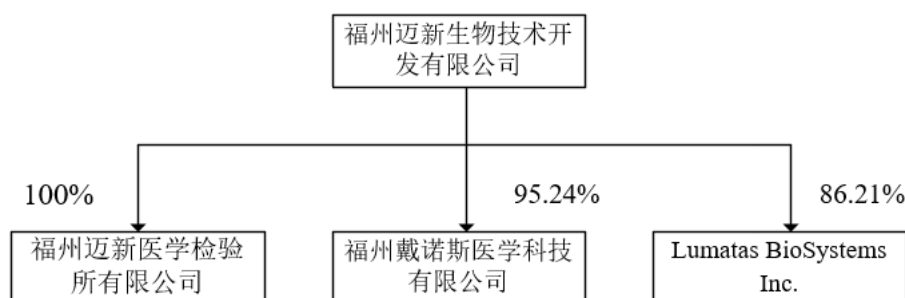 福州迈新生物技术开
发有限公司
100%
95.24%
86.21%
福州迈新医学检验
所有限公司
福州戴诺斯医学科技
有限公司
Lumatas BioSystems
Inc.